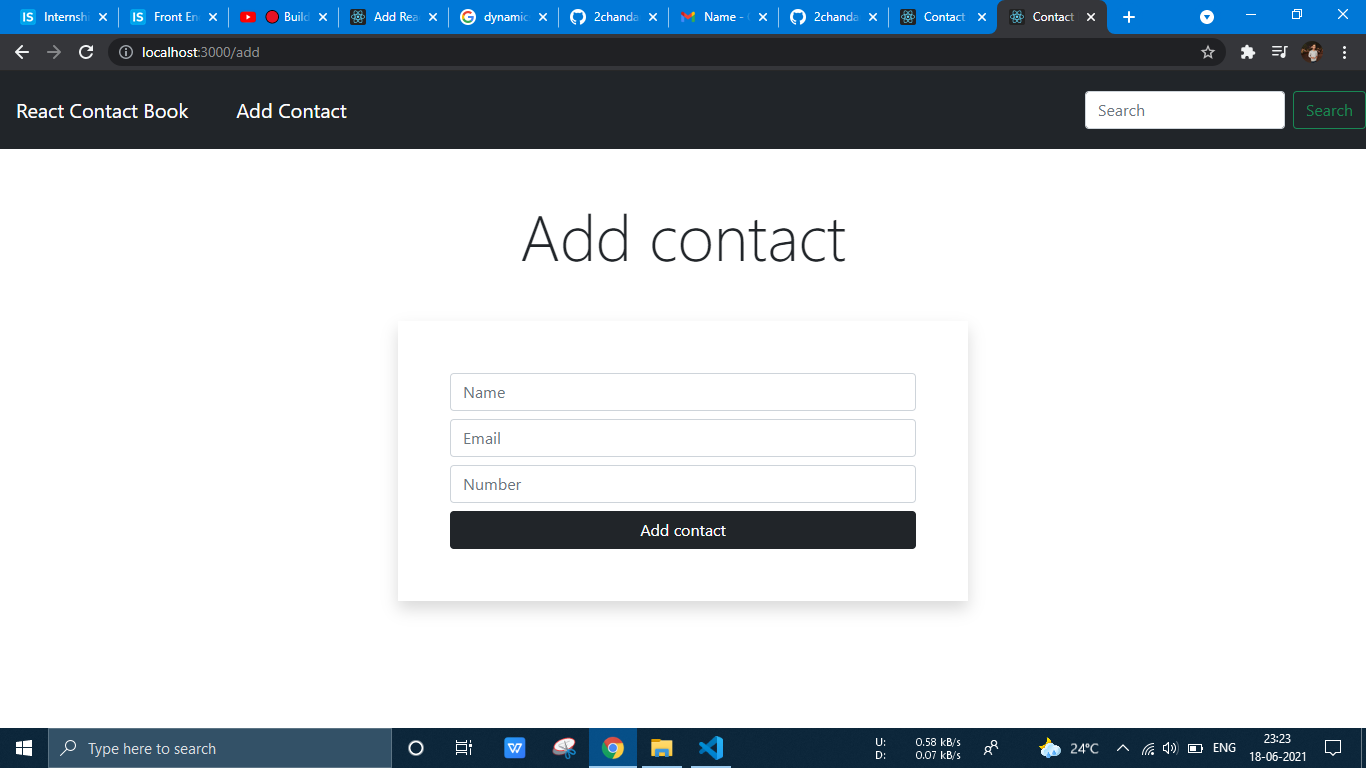 Internshi
Front En
Build
Add Rea
dynamic
2chanda
Name -
2chanda
Contact
Contact
localhost:3000/add
React Contact Book
Add Contact
Search
Search
Add contact
Name
Email
Number
Add contact
Type here to search
U: 0.58 kB/s
D: 0.07 kB/s
24°C
ENG
23:23
18-06-2021